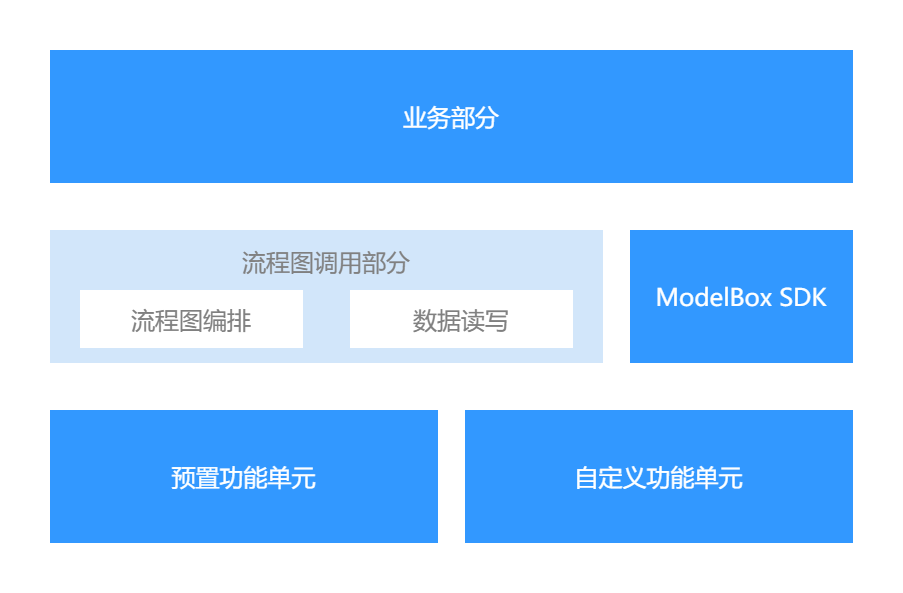 业务部分
流程图调用部分
流程图编排
数据读写
ModelBox SDK
预置功能单元
自定义功能单元